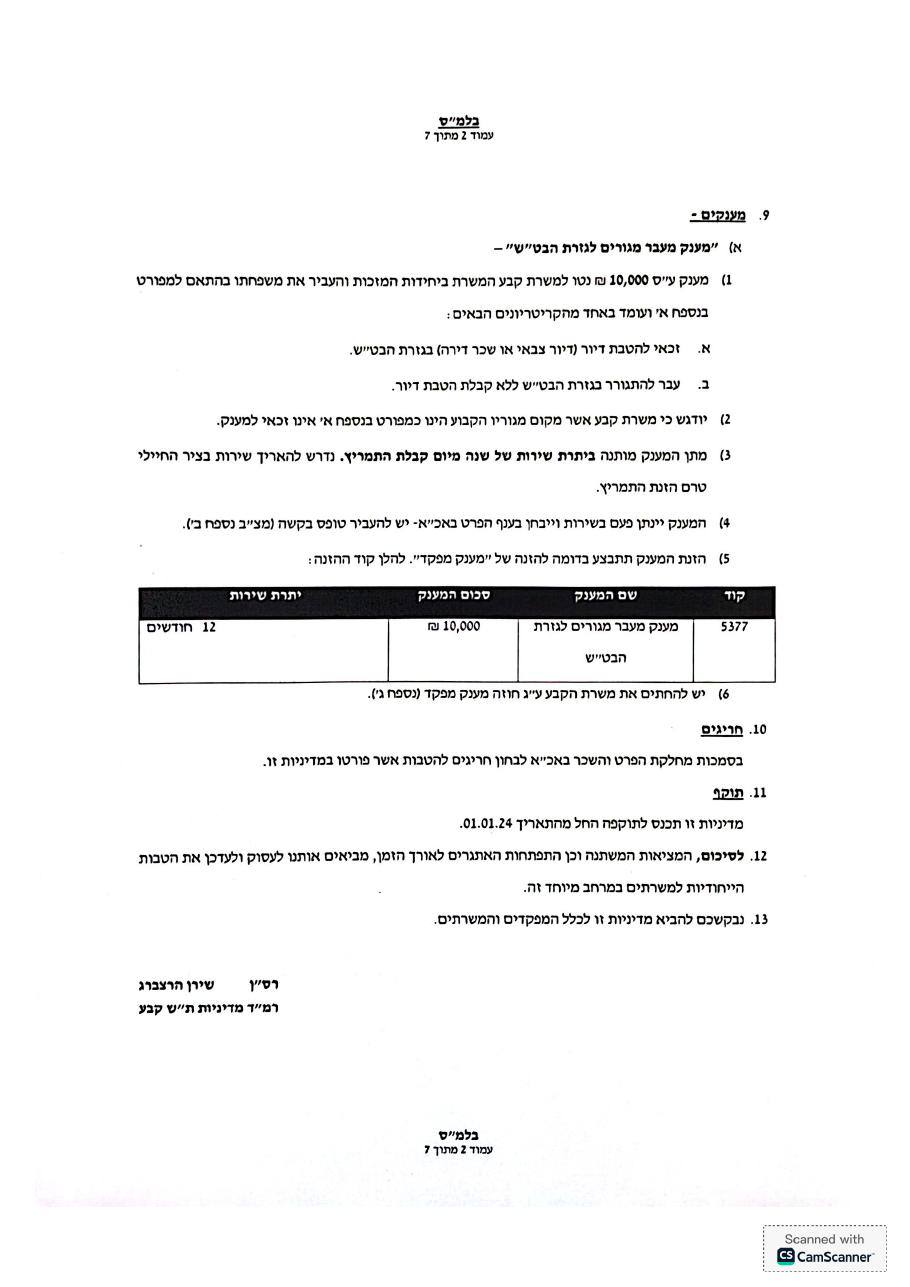 בלמ״ס
עמוד 2 מתוך 7
9. מענקים -
א) ״מענק מעבר מגורים לגזרת הבט״ש״ –
1) מענק ע״ס 10,000 ₪ נטו למשרת קבע המשרת ביחידות המזכות והעביר את משפחתו בהתאם למפורט
בנספח א׳ ועומד באחד מהקריטריונים הבאים:
א. זכאי להטבת דיור (דיור צבאי או שכר דירה) בגזרת הבט״ש.
ב. עבר להתגורר בגזרת הבט״ש ללא קבלת הטבת דיור.
2) יודגש כי משרת קבע אשר מקום מגוריו הקבוע הינו כמפורט בנספח א׳ אינו זכאי למענק.
3) מתן המענק מותנה ביתרת שירות של שנה מיום קבלת התמריץ. נדרש להאריך שירות בציר החיילי
טרם הזנת התמריץ.
4) המענק יינתן פעם בשירות וייבחן בענף הפרט באכ״א- יש להעביר טופס בקשה (מצ״ב נספח ב׳).
5) הזנת המענק תתבצע בדומה להזנה של ״מענק מפקד״. להלן קוד ההזנה:
קוד שם המענק סכום המענק יתרת שירות
5377 מענק מעבר מגורים לגזרת 10,000 ₪ 12 חודשים
הבט״ש
6) יש להחתים את משרת הקבע ע״ג חוזה מענק מפקד (נספח ג׳).
10. חריגים
בסמכות מחלקת הפרט והשכר באכ״א לבחון חריגים להטבות אשר פורטו במדיניות זו.
11. תוקף
מדיניות זו תכנס לתוקפה החל מהתאריך 01.01.24.
12. לסיכום, המציאות המשתנה וכן התפתחות האתגרים לאורך הזמן, מביאים אותנו לעסוק ולעדכן את הטבות
הייחודיות למשרתים במרחב מיוחד זה.
13. נבקשכם להביא מדיניות זו לכלל המפקדים והמשרתים.
רס״ן שירן הרצברג
רמ״ד מדיניות ת״ש קבע
בלמ״ס
עמוד 2 מתוך 7
Scanned with
CS CamScanner